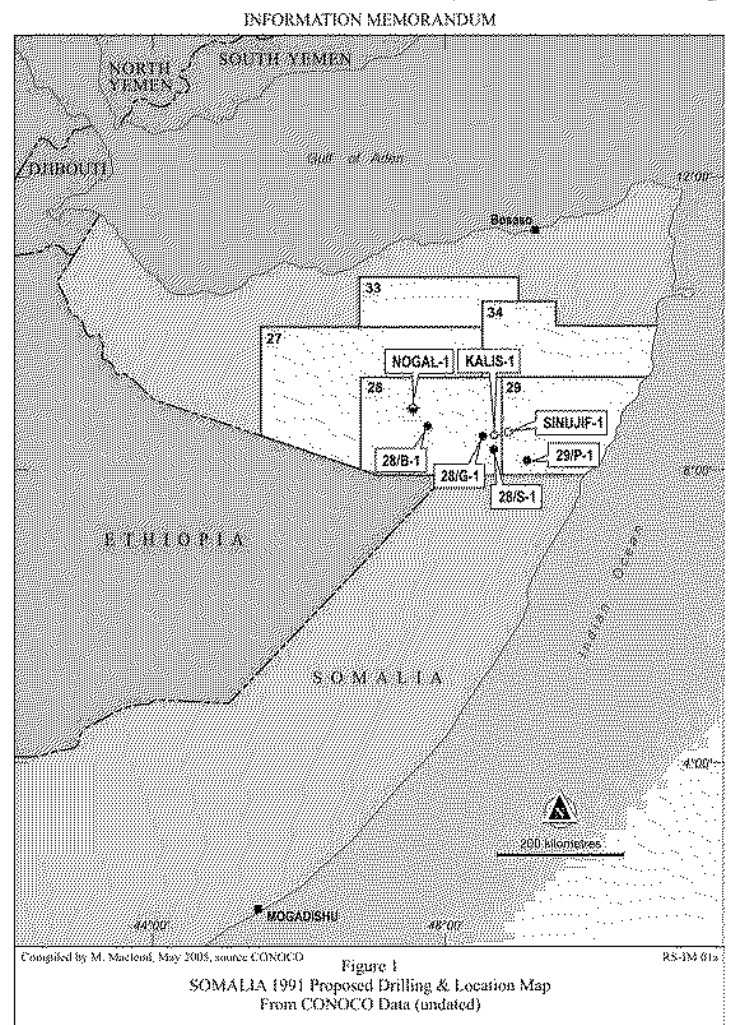 INFORMATION MEMORANDUM
NORTH
YEMEN
SOUTH YEMEN
DJIBOUTI
Gulf of Aden
12°00'
Bosaso
33
34
27
NOGAL-1
KALIS-1
28
29
SINUJIF-1
28/B-1
29/P-1
28/G-1
28/S-1
8°00'
ETHIOPIA
Indian Ocean
SOMALIA
4°00'
N
200 kilometres
MOGADISHU
44°00'
48°00'
Compiled by M. Macleod, May 2005, source CONOCO
RS-IM 01a
Figure 1
SOMALIA 1991 Proposed Drilling & Location Map
From CONOCO Data (undated)